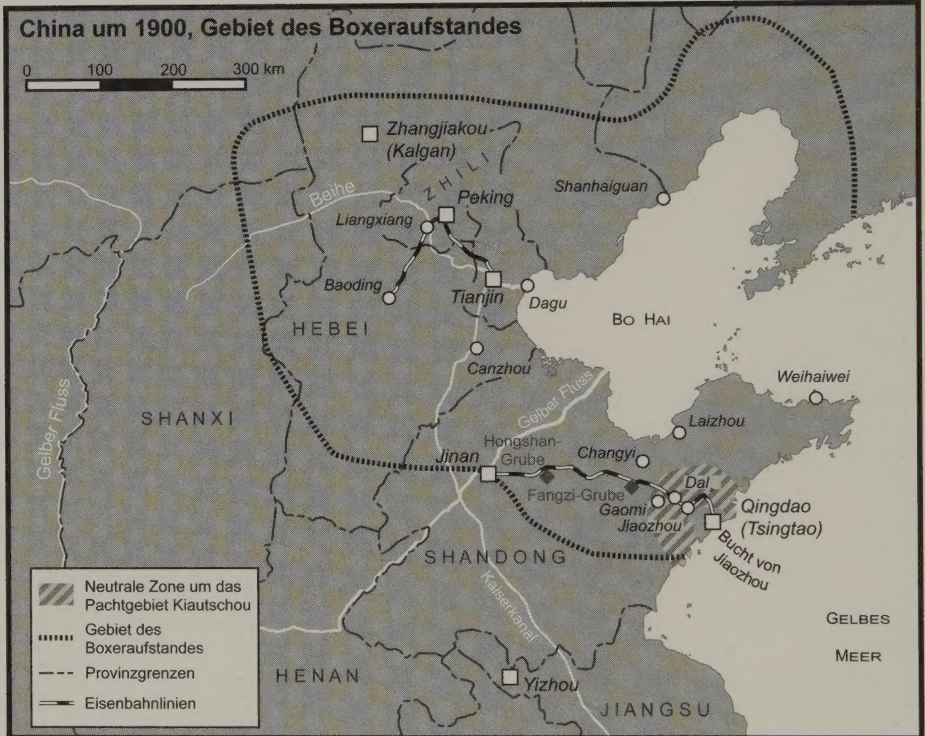 China um 1900, Gebiet des Boxeraufstandes
0 100 200 300 km
Zhangjiakou
(Kalgan)
ZHILI
Beihe
Peking
Liangxiang
Shanhaiguan
Baoding
Tianjin
Dagu
HEBEI
BO HAI
Canzhou
Weihaiwei
Gelber Fluss
Gelber Fluss
SHANXI
Laizhou
Hongshan-
Grube
Changyi
Jinan
Dal
Fangzi-Grube
Gaomi
Jiaozhou
Qingdao
(Tsingtao)
Bucht von
Jiaozhou
SHANDONG
Kaiserkanal
GELBES
MEER
HENAN
Yizhou
JIANGSU
Neutrale Zone um das
Pachtgebiet Kiautschou
Gebiet des
Boxeraufstandes
Provinzgrenzen
Eisenbahnlinien